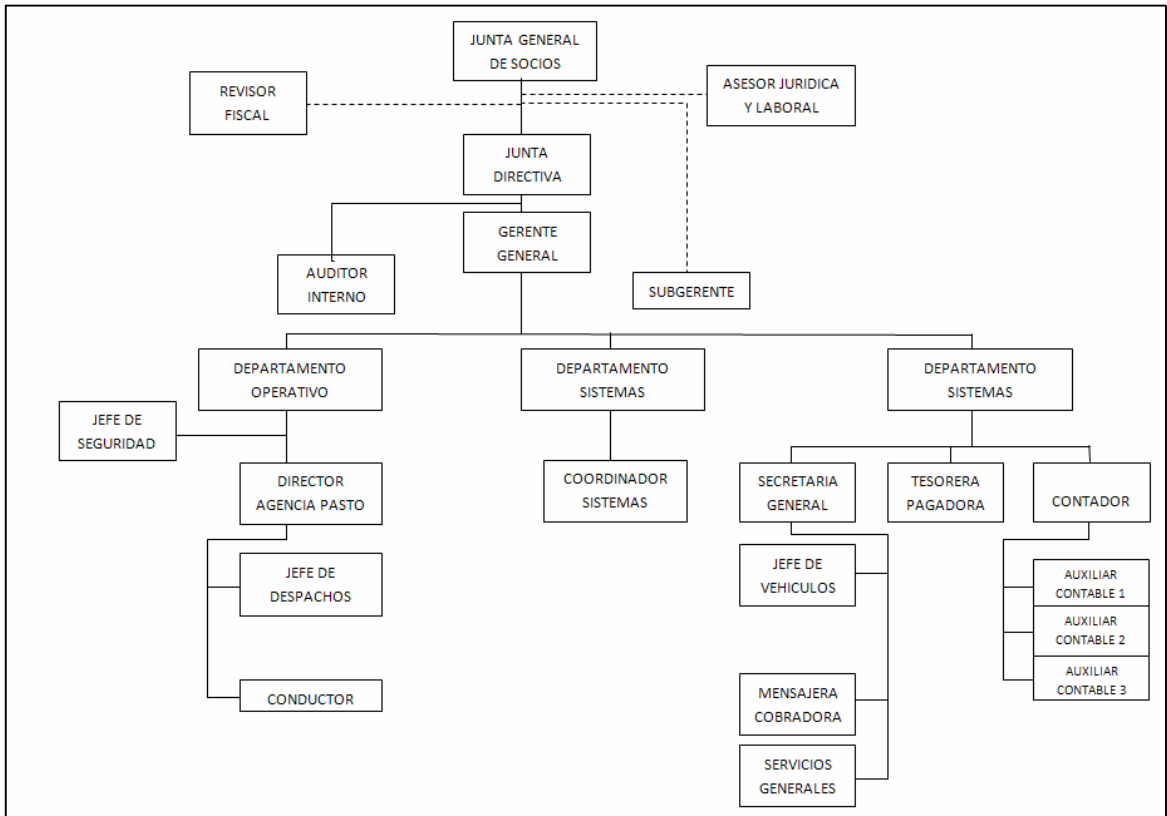 JUNTA GENERAL
DE SOCIOS
REVISOR
FISCAL
ASESOR JURIDICA
Y LABORAL
JUNTA
DIRECTIVA
GERENTE
GENERAL
AUDITOR
INTERNO
SUBGERENTE
DEPARTAMENTO
OPERATIVO
DEPARTAMENTO
SISTEMAS
DEPARTAMENTO
SISTEMAS
JEFE DE
SEGURIDAD
DIRECTOR
AGENCIA PASTO
COORDINADOR
SISTEMAS
SECRETARIA
GENERAL
TESORERA
PAGADORA
CONTADOR
JEFE DE
DESPACHOS
JEFE DE
VEHICULOS
AUXILIAR
CONTABLE 1
AUXILIAR
CONTABLE 2
AUXILIAR
CONTABLE 3
CONDUCTOR
MENSAJERA
COBRADORA
SERVICIOS
GENERALES